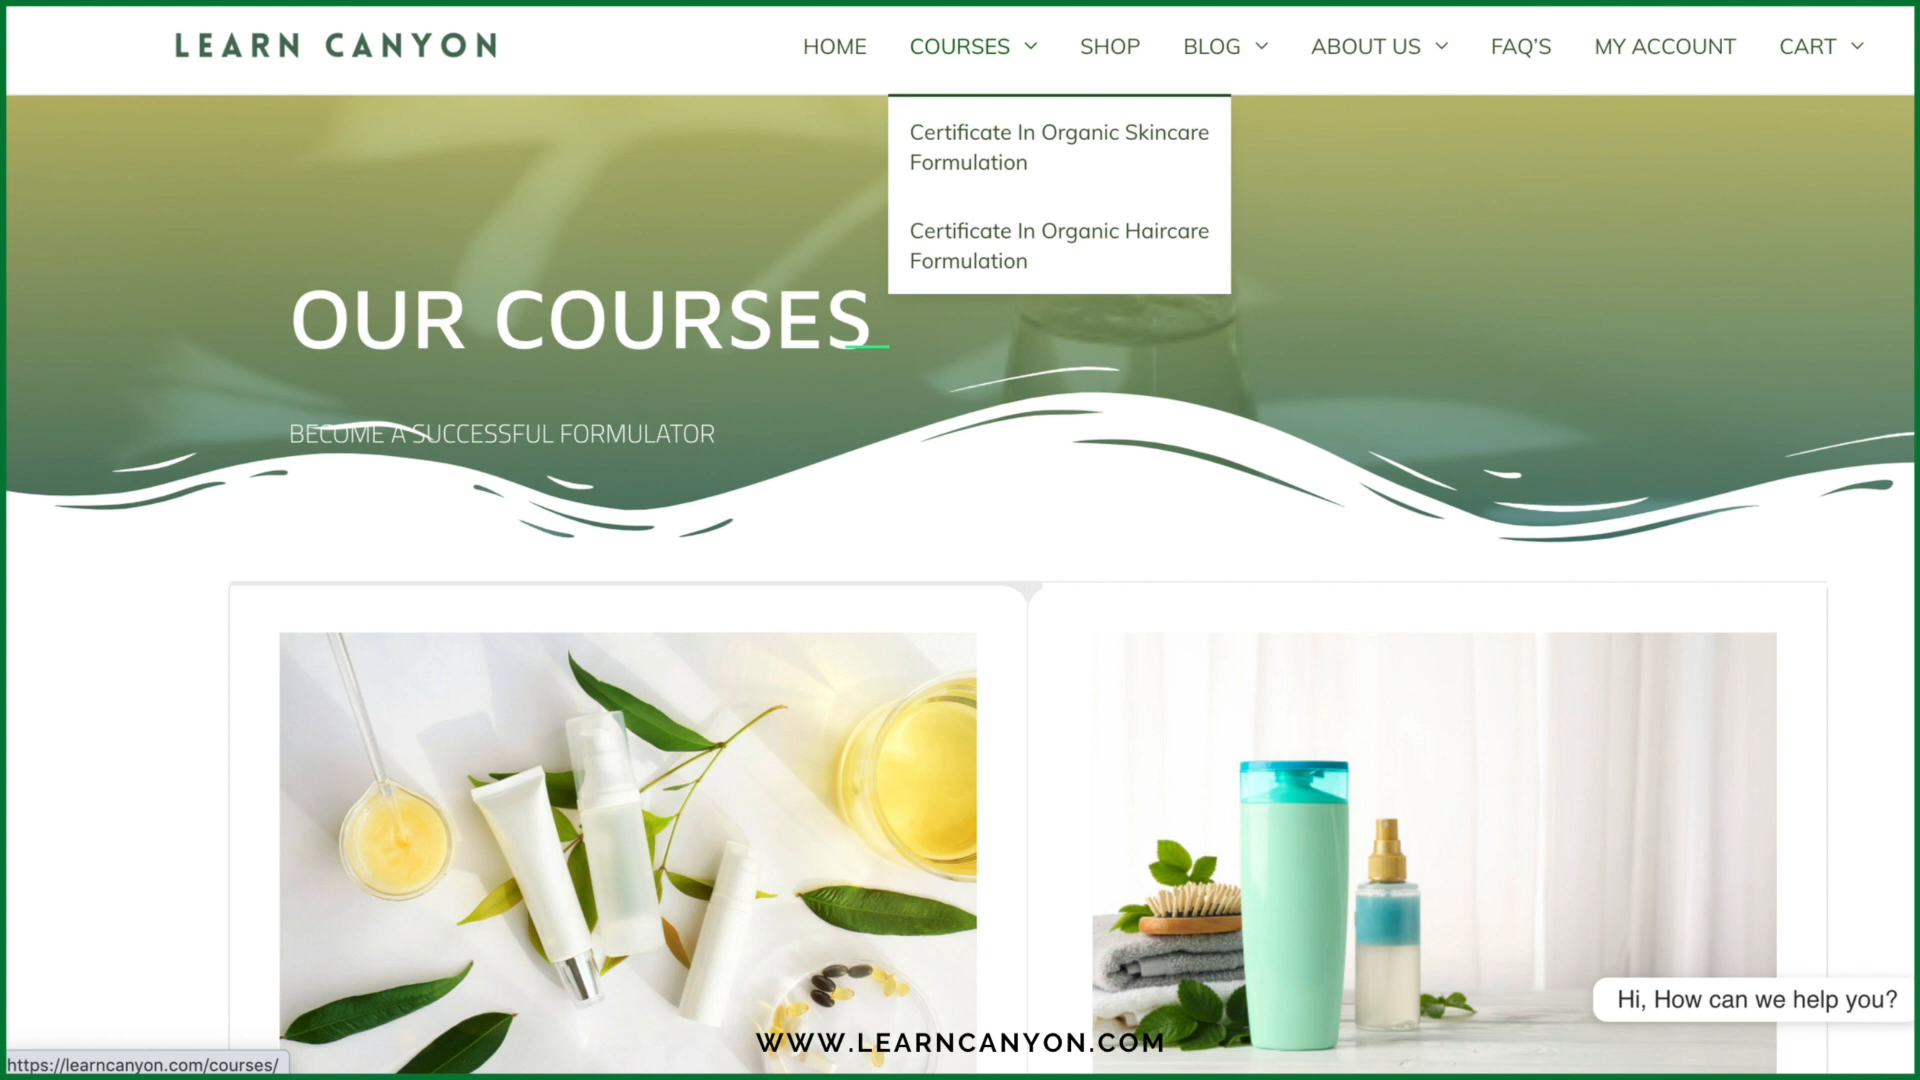 LEARN CANYON
HOME COURSES SHOP BLOG ABOUT US FAQ'S MY ACCOUNT CART
Certificate In Organic Skincare
Formulation
Certificate In Organic Haircare
Formulation
OUR COURSES
BECOME A SUCCESSFUL FORMULATOR
Hi, How can we help you?
WWW.LEARNCANYON.COM
https://learncanyon.com/courses/